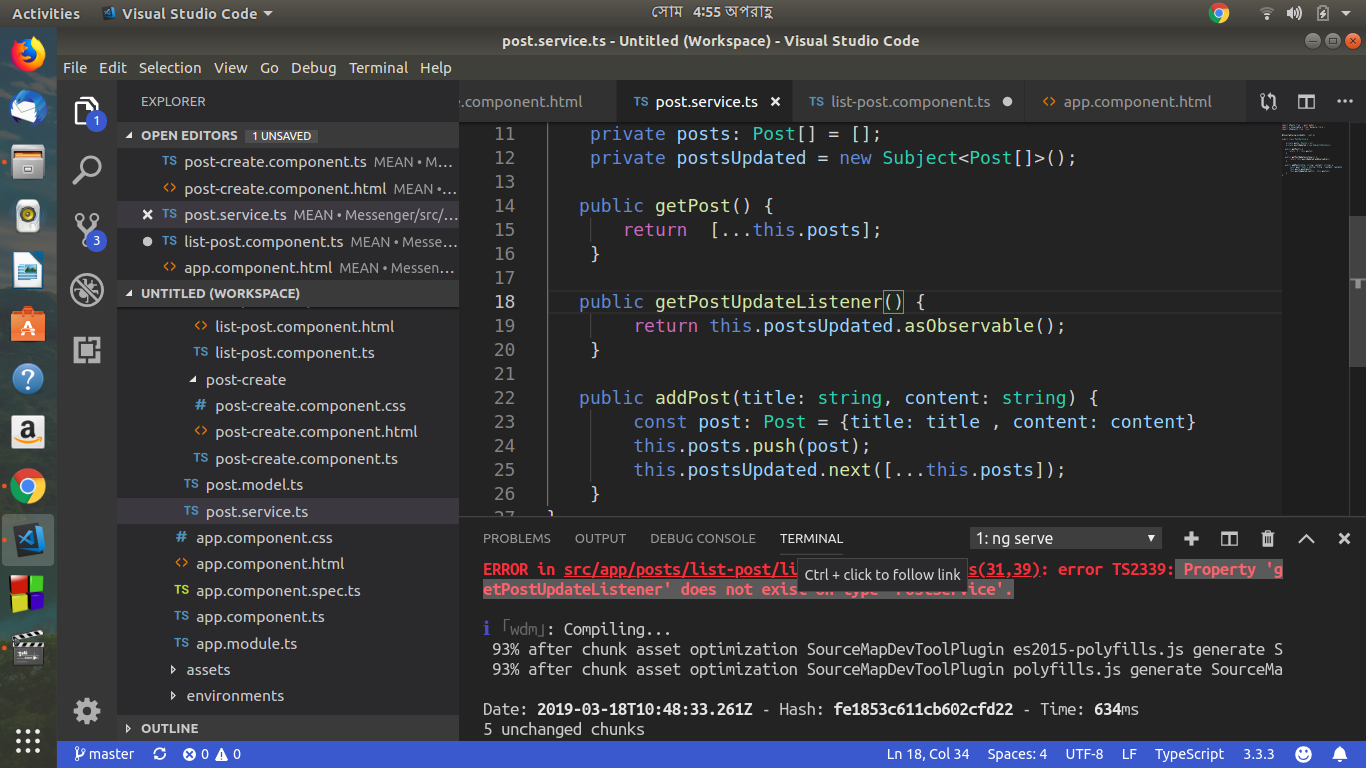 Activities Visual Studio Code সোম 4:55 অপরাহ্ণ
post.service.ts - Untitled (Workspace) - Visual Studio Code
File Edit Selection View Go Debug Terminal Help
EXPLORER
OPEN EDITORS 1 UNSAVED
TS post-create.component.ts MEAN • M...
<> post-create.component.html MEAN •...
TS post.service.ts MEAN • Messenger/src/...
TS list-post.component.ts MEAN • Messe...
<> app.component.html MEAN • Messen...
UNTITLED (WORKSPACE)
<> list-post.component.html
TS list-post.component.ts
post-create
# post-create.component.css
<> post-create.component.html
TS post-create.component.ts
TS post.model.ts
TS post.service.ts
# app.component.css
<> app.component.html
TS app.component.spec.ts
TS app.component.ts
TS app.module.ts
assets
environments
OUTLINE
1
3
e.component.html TS post.service.ts TS list-post.component.ts <> app.component.html
11 private posts: Post[] = [];
12 private postsUpdated = new Subject<Post[]>();
13
14 public getPost() {
15 return [...this.posts];
16 }
17
18 public getPostUpdateListener() {
19 return this.postsUpdated.asObservable();
20 }
21
22 public addPost(title: string, content: string) {
23 const post: Post = {title: title , content: content}
24 this.posts.push(post);
25 this.postsUpdated.next([...this.posts]);
26 }
27 }
PROBLEMS OUTPUT DEBUG CONSOLE TERMINAL 1: ng serve
ERROR in src/app/posts/list-post/li s(31,39): error TS2339: Property 'g
Ctrl + click to follow link
etPostUpdateListener' does not exist on type 'PostService'.
ℹ ｢wdm｣: Compiling...
93% after chunk asset optimization SourceMapDevToolPlugin es2015-polyfills.js generate S
93% after chunk asset optimization SourceMapDevToolPlugin polyfills.js generate SourceMa
Date: 2019-03-18T10:48:33.261Z - Hash: fe1853c611cb602cfd22 - Time: 634ms
5 unchanged chunks
master 0 0 Ln 18, Col 34 Spaces: 4 UTF-8 LF TypeScript 3.3.3